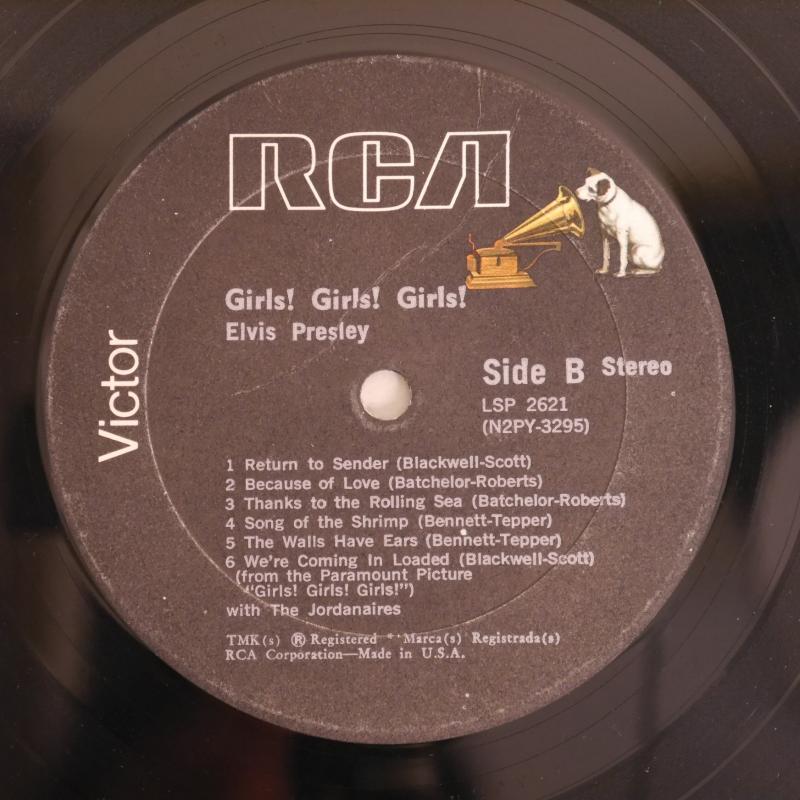 RCA
Victor
Girls! Girls! Girls!
Elvis Presley
Side B Stereo
LSP 2621
(N2PY-3295)
1 Return to Sender (Blackwell-Scott)
2 Because of Love (Batchelor-Roberts)
3 Thanks to the Rolling Sea (Batchelor-Roberts)
4 Song of the Shrimp (Bennett-Tepper)
5 The Walls Have Ears (Bennett-Tepper)
6 We're Coming In Loaded (Blackwell-Scott)
(from the Paramount Picture
"Girls! Girls! Girls!")
with The Jordanaires
TMK(s) ® Registered • Marca(s) Registrada(s)
RCA Corporation—Made in U.S.A.